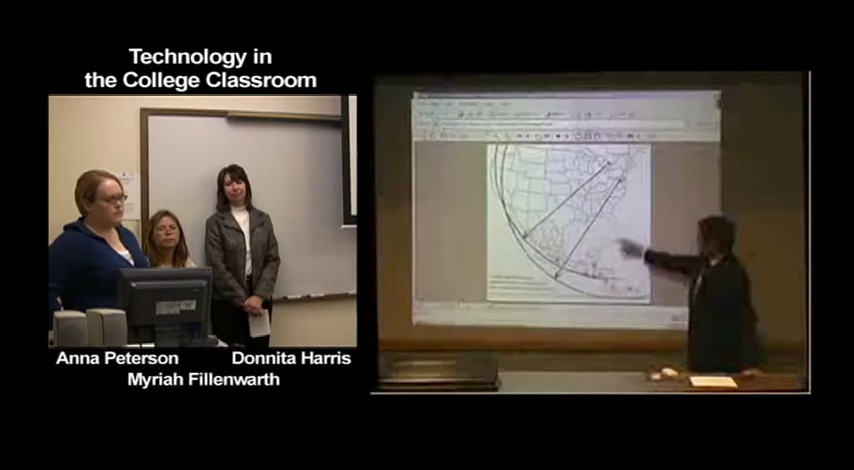 Technology in
the College Classroom
Anna Peterson
Donnita Harris
Myriah Fillenwarth